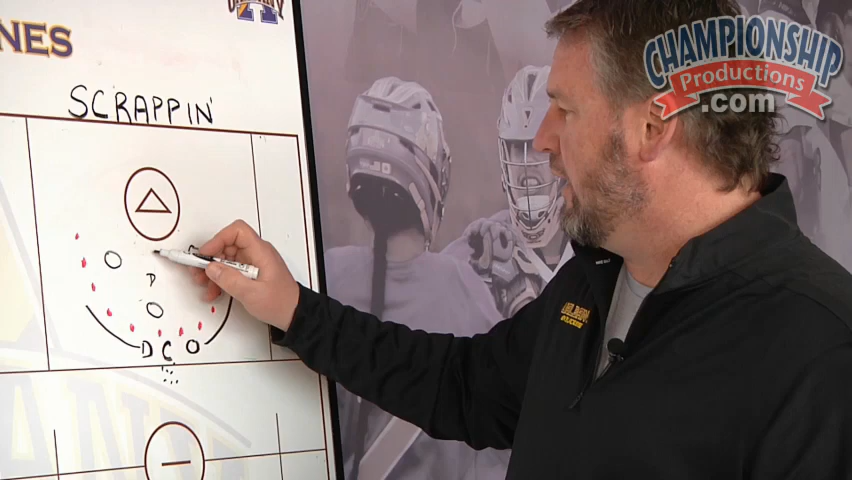 NES
SCRAPPIN'
D
D C
CHAMPIONSHIP
Productions
.com